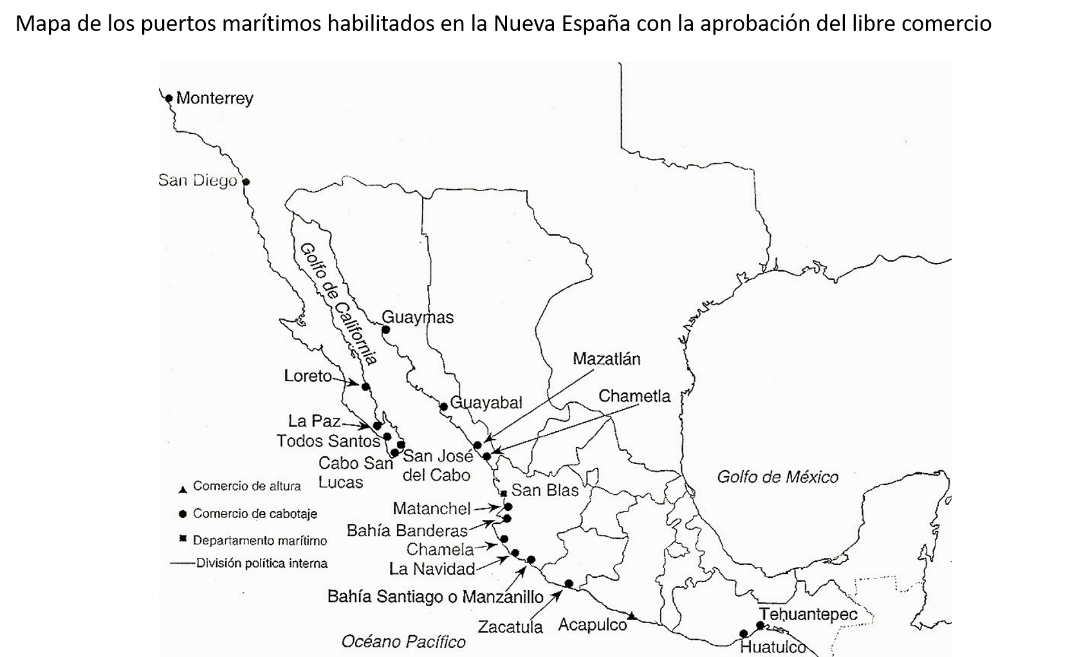 Mapa de los puertos marítimos habilitados en la Nueva España con la aprobación del libre comercio
Monterrey
San Diego
Golfo de California
Guaymas
Mazatlán
Loreto
Chametla
Guayabal
La Paz
Todos Santos
San José
del Cabo
Cabo San
Lucas
Golfo de México
Comercio de altura
San Blas
Matanchel
Comercio de cabotaje
Bahía Banderas
Departamento marítimo
Chamela
División política interna
La Navidad
Bahía Santiago o Manzanillo
Zacatula
Acapulco
Tehuantepec
Océano Pacífico
Huatulco